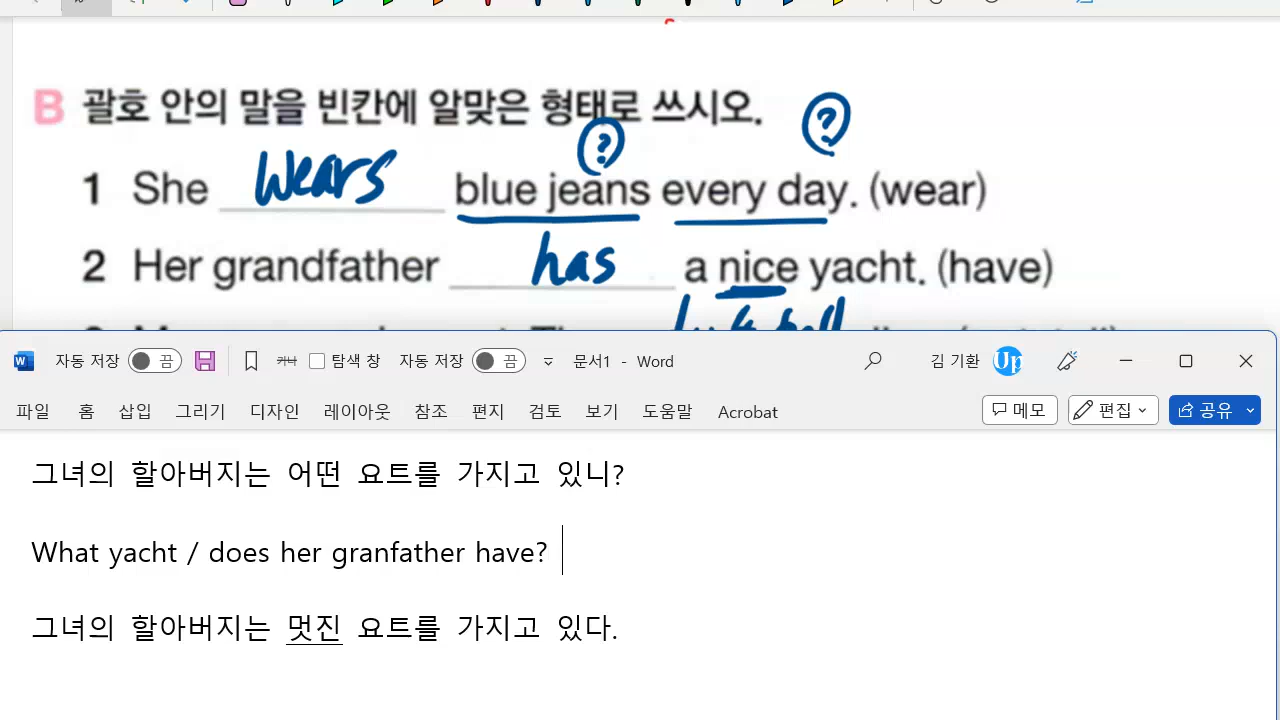 B 괄호 안의 말을 빈칸에 알맞은 형태로 쓰시오.
?
?
1 She wears blue jeans every day. (wear)
2 Her grandfather has a nice yacht. (have)
자동 저장 끔 탐색 창 자동 저장 끔 문서1 - Word 김 기환 Up
파일 홈 삽입 그리기 디자인 레이아웃 참조 편지 검토 보기 도움말 Acrobat 메모 편집 공유
그녀의 할아버지는 어떤 요트를 가지고 있니?
What yacht / does her granfather have?
그녀의 할아버지는 멋진 요트를 가지고 있다.